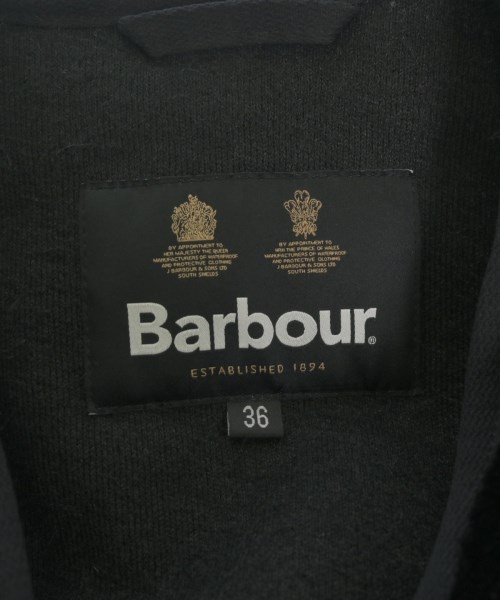 BY APPOINTMENT TO
HER MAJESTY THE QUEEN
MANUFACTURERS OF WATERPROOF
AND PROTECTIVE CLOTHING
J BARBOUR & SONS LTD
SOUTH SHIELDS
BY APPOINTMENT TO
HRH THE PRINCE OF WALES
MANUFACTURERS OF WATERPROOF
AND PROTECTIVE CLOTHING
J BARBOUR & SONS LTD
SOUTH SHIELDS
Barbour®
ESTABLISHED 1894
36